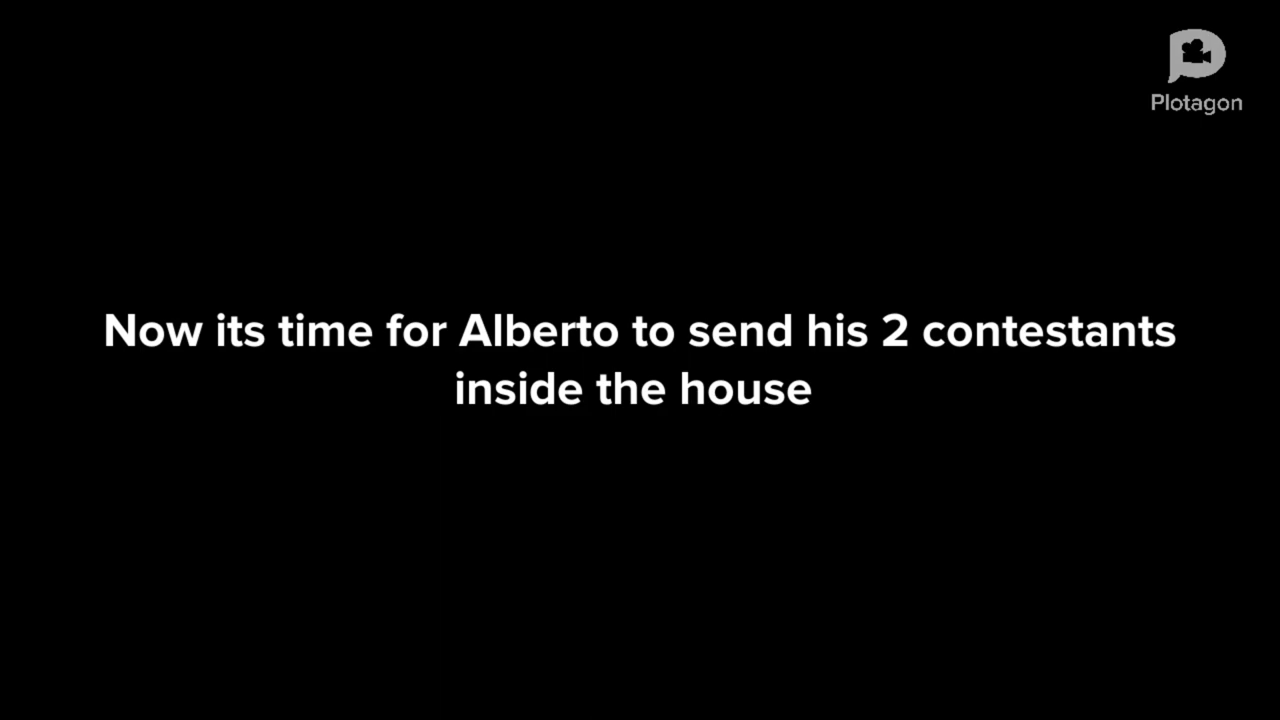 Plotagon
Now its time for Alberto to send his 2 contestants
inside the house